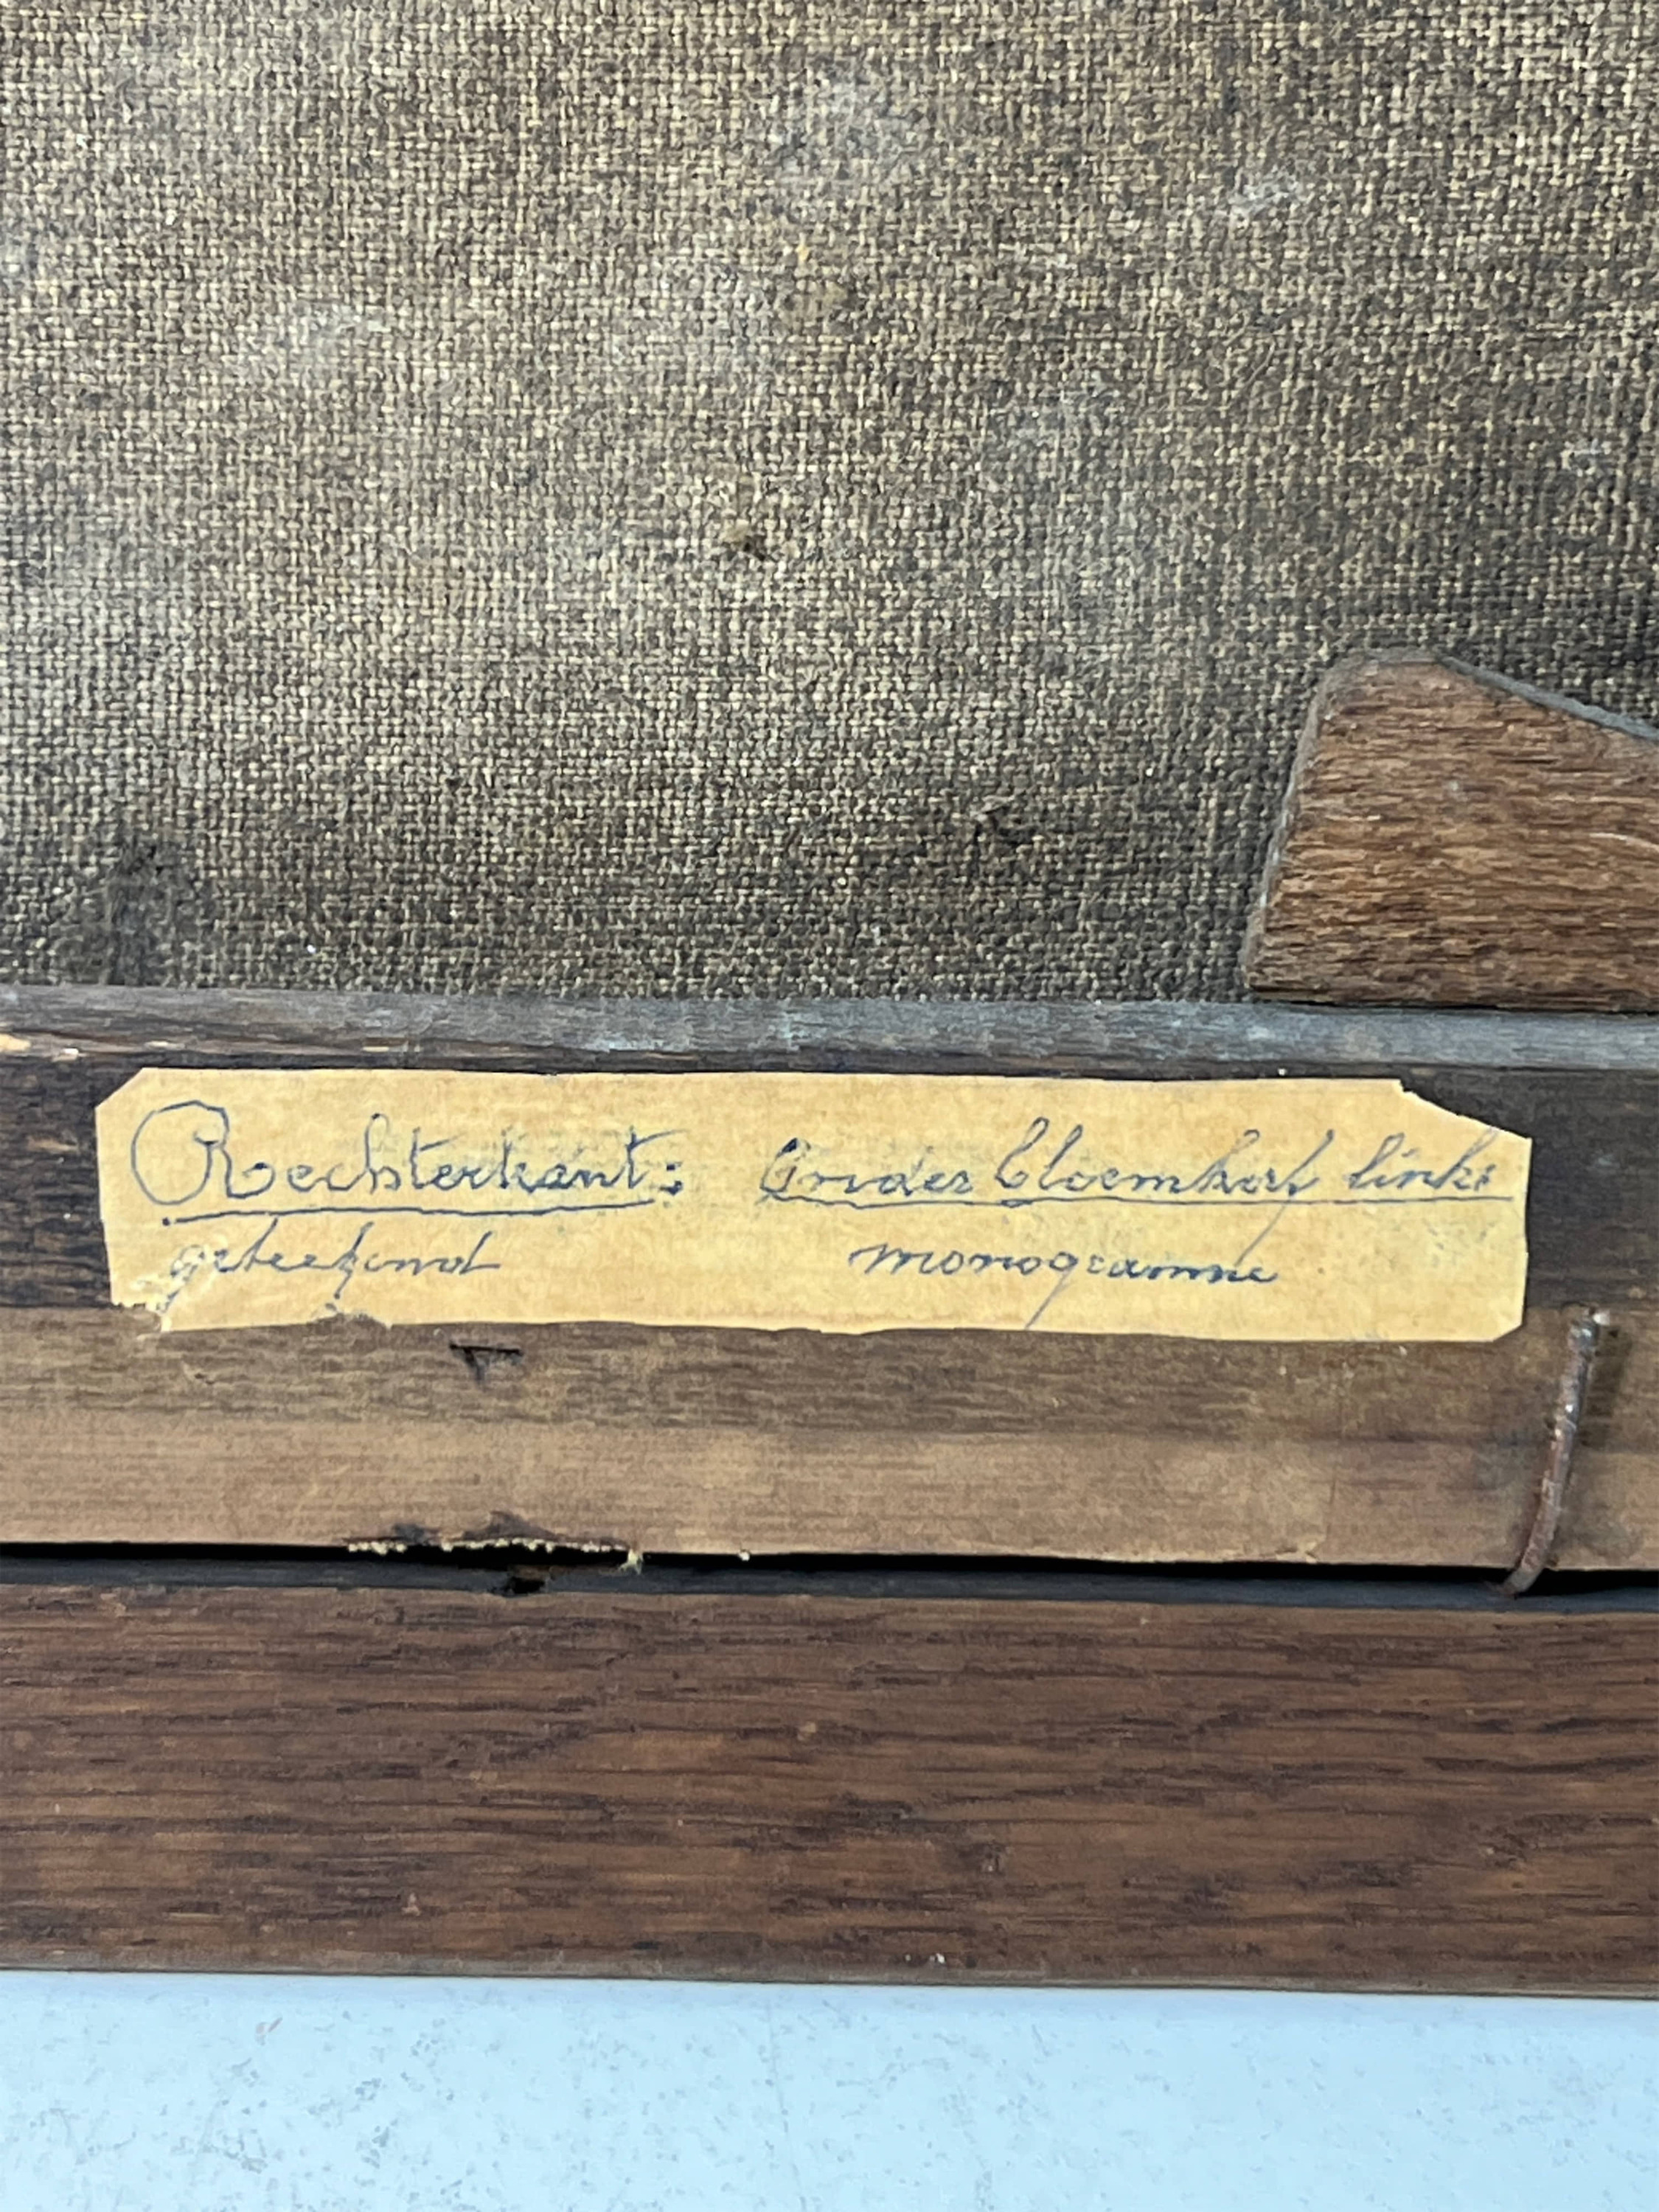 Rechterkant: Onder bloemkorf links
geteekend monogramme